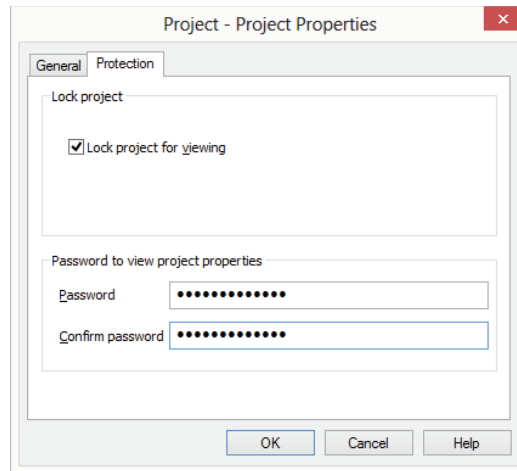 Project - Project Properties
General Protection
Lock project
Lock project for viewing
Password to view project properties
Password •••••••••••••
Confirm password •••••••••••••
OK Cancel Help